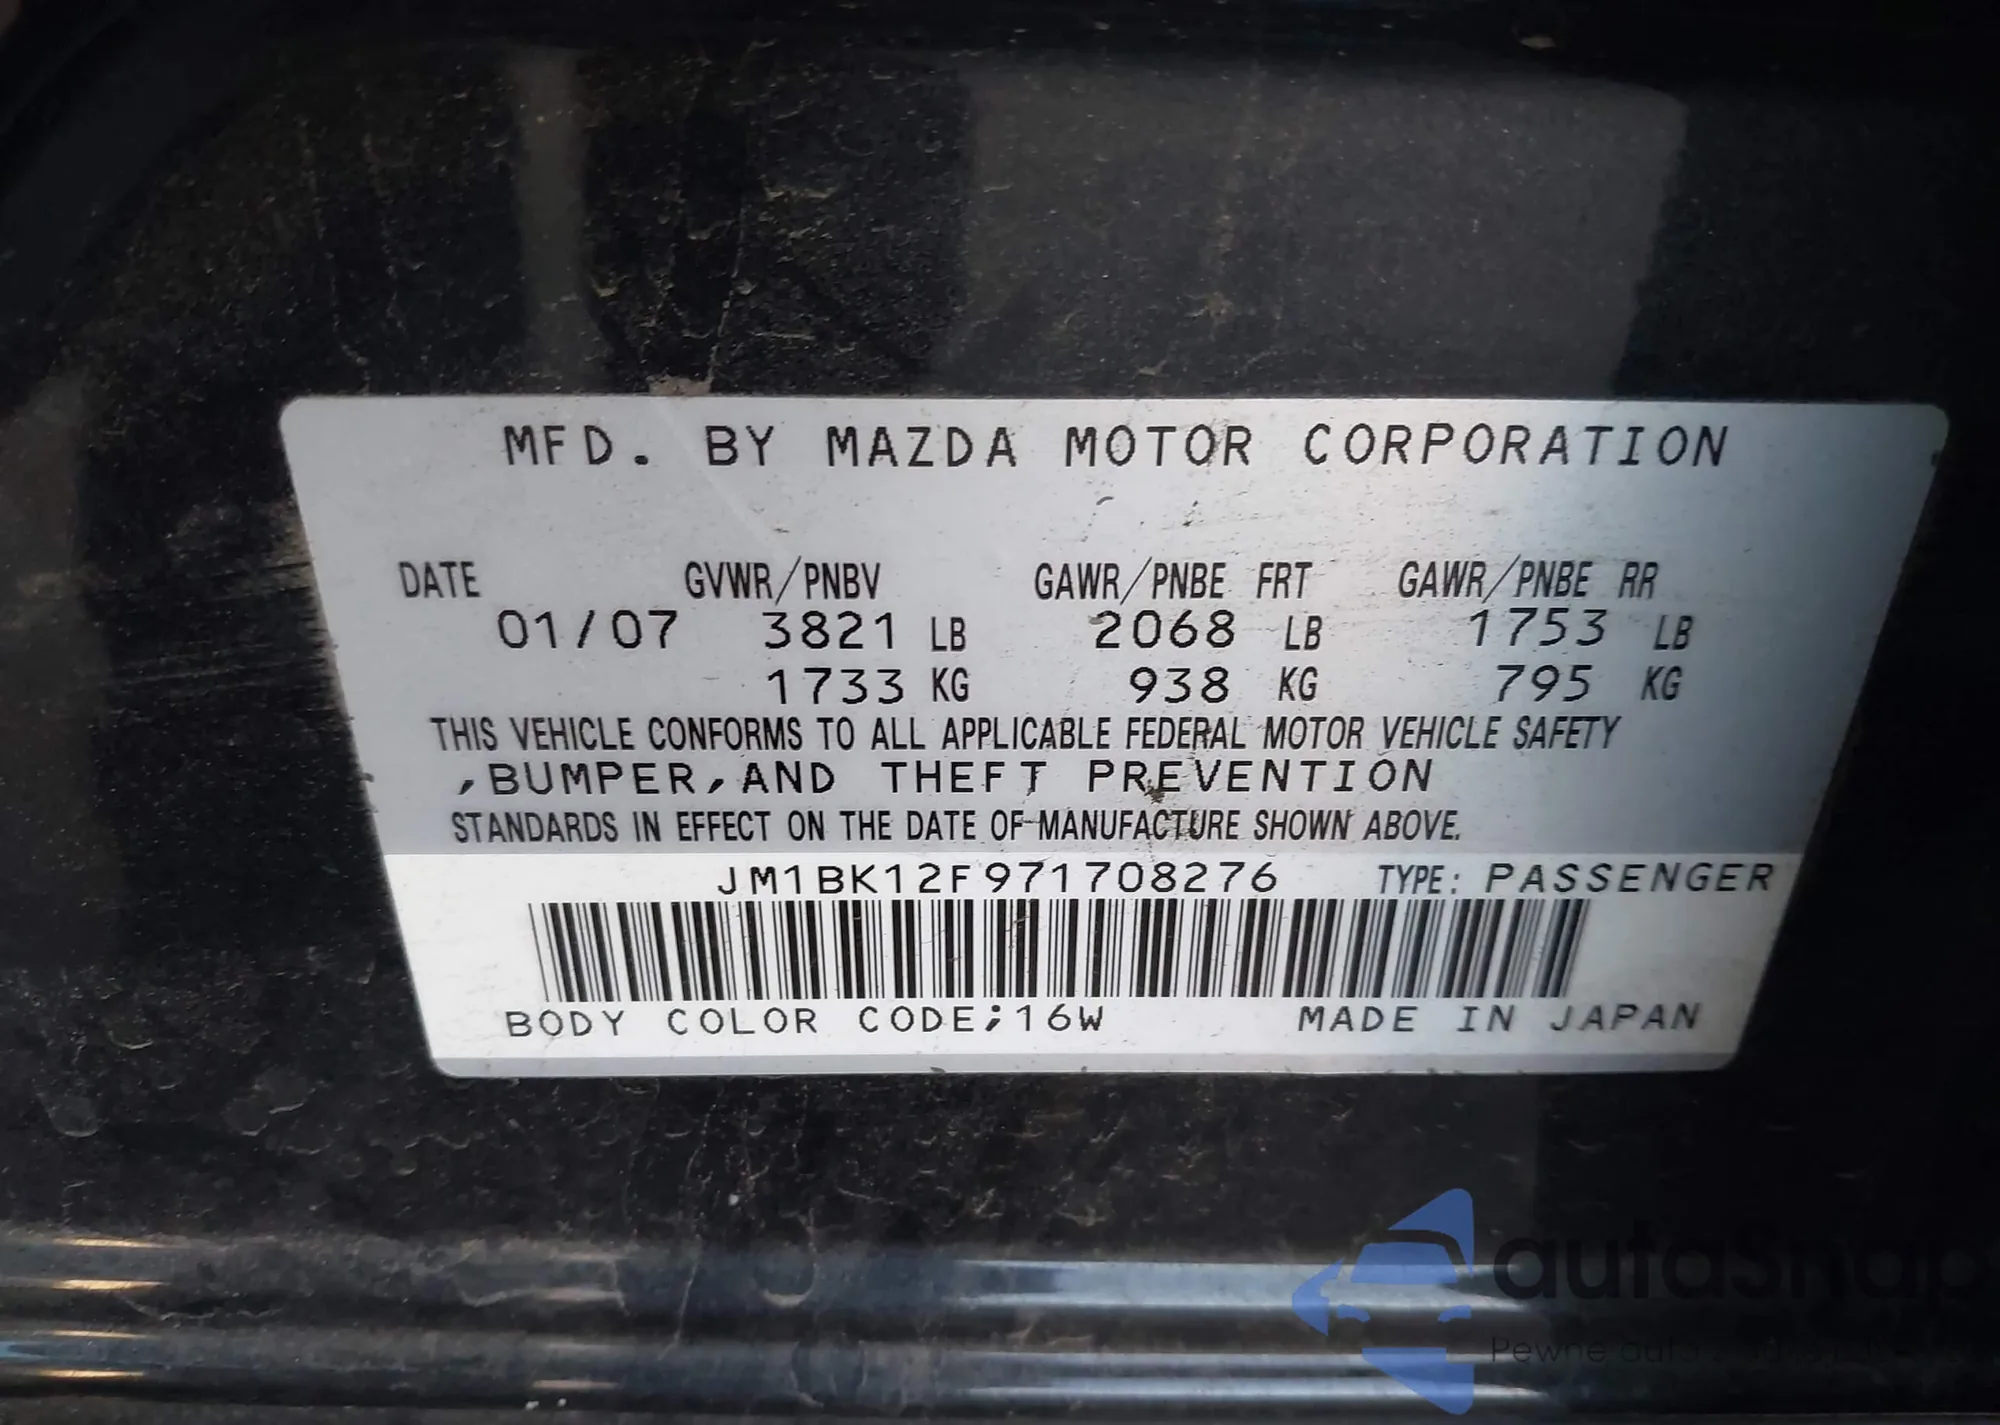 MFD. BY MAZDA MOTOR CORPORATION
DATE GVWR/PNBV GAWR/PNBE FRT GAWR/PNBE RR
01/07 3821 LB 2068 LB 1753 LB
1733 KG 938 KG 795 KG
THIS VEHICLE CONFORMS TO ALL APPLICABLE FEDERAL MOTOR VEHICLE SAFETY
,BUMPER,AND THEFT PREVENTION
STANDARDS IN EFFECT ON THE DATE OF MANUFACTURE SHOWN ABOVE.
JM1BK12F971708276 TYPE: PASSENGER
BODY COLOR CODE;16W MADE IN JAPAN
autaSnap
Pewne auta